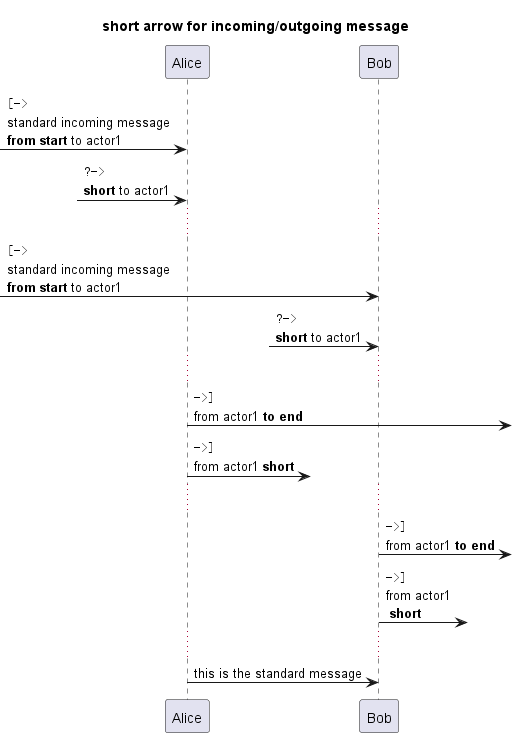 short arrow for incoming/outgoing message
Alice
Bob
[->
standard incoming message
from start to actor1
?->
short to actor1
[->
standard incoming message
from start to actor1
?->
short to actor1
->]
from actor1 to end
->]
from actor1 short
->]
from actor1 to end
->]
from actor1
short
this is the standard message
Alice
Bob